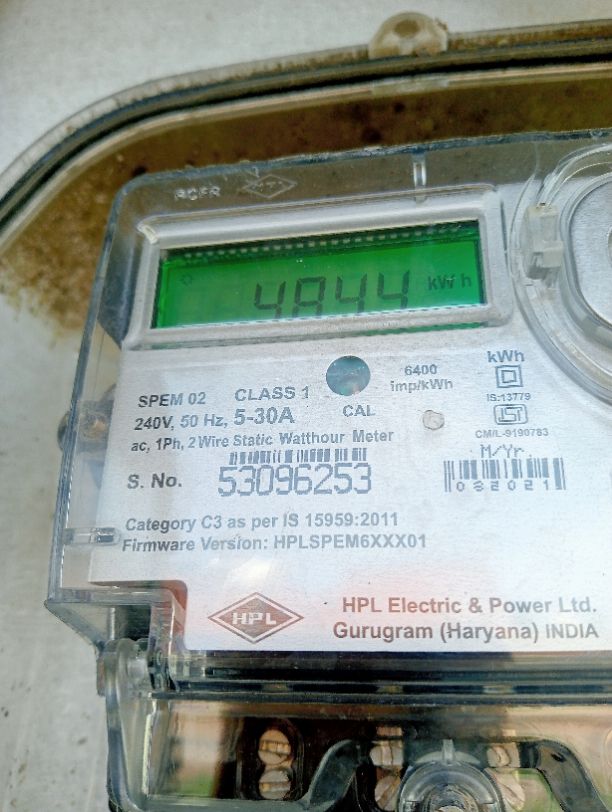 4844 kWh
SPEM 02 CLASS 1
240V, 50 Hz, 5-30A
CAL
6400
imp/kWh
ac, 1Ph, 2 Wire Static Watthour Meter
kWh
IS:13779
ISI
CM/L-9190783
S. No. 53096253
M/Yr.
082021
Category C3 as per IS 15959:2011
Firmware Version: HPLSPEM6XXX01
HPL
HPL Electric & Power Ltd.
Gurugram (Haryana) INDIA